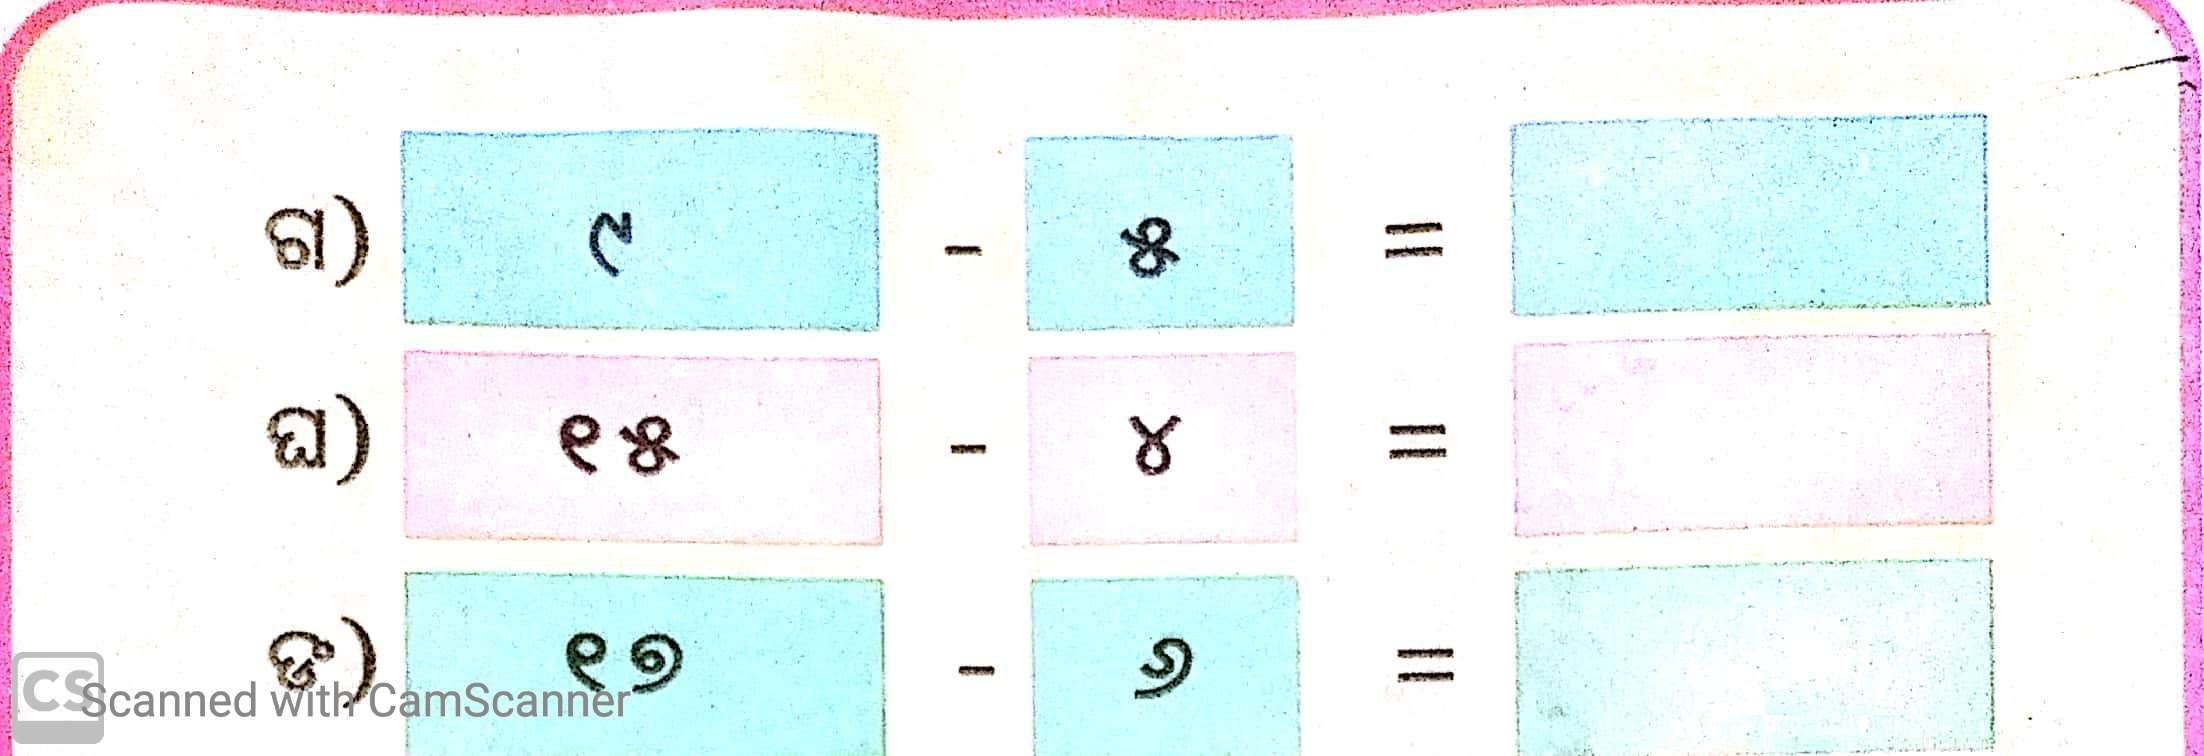 ଗ) ୯ - ୫ =
ଘ) ୧୫ - ୪ =
ଙ) ୧୭ - ୬ =
CS Scanned with CamScanner